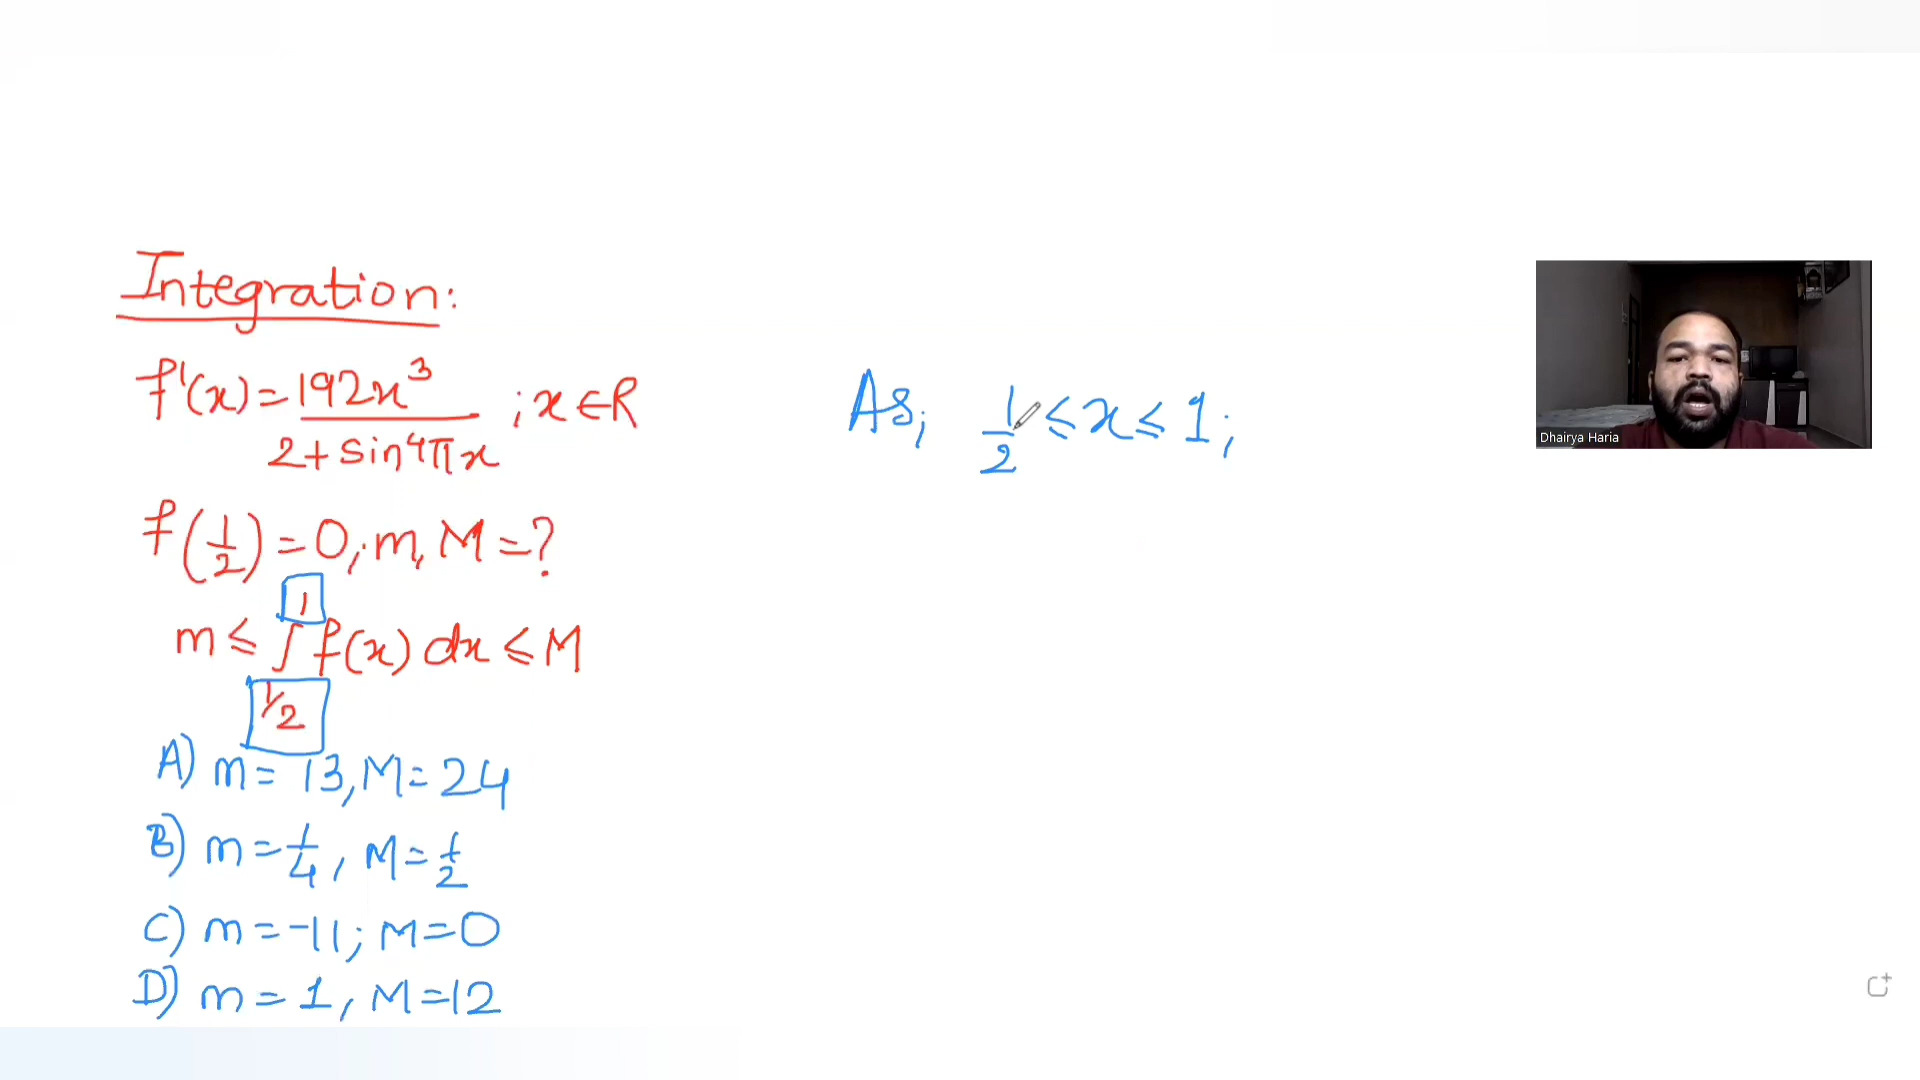 Integration:
f'(x) = 192x³ / (2 + sin⁴πx) ; x ∈ R
f(1/2) = 0; m, M = ?
m ≤ ∫_{1/2}^{1} f(x) dx ≤ M
A) m = 13, M = 24
B) m = 1/4, M = 1/2
C) m = -11; M = 0
D) m = 1, M = 12
As; 1/2 ≤ x ≤ 1;
Dhairya Haria